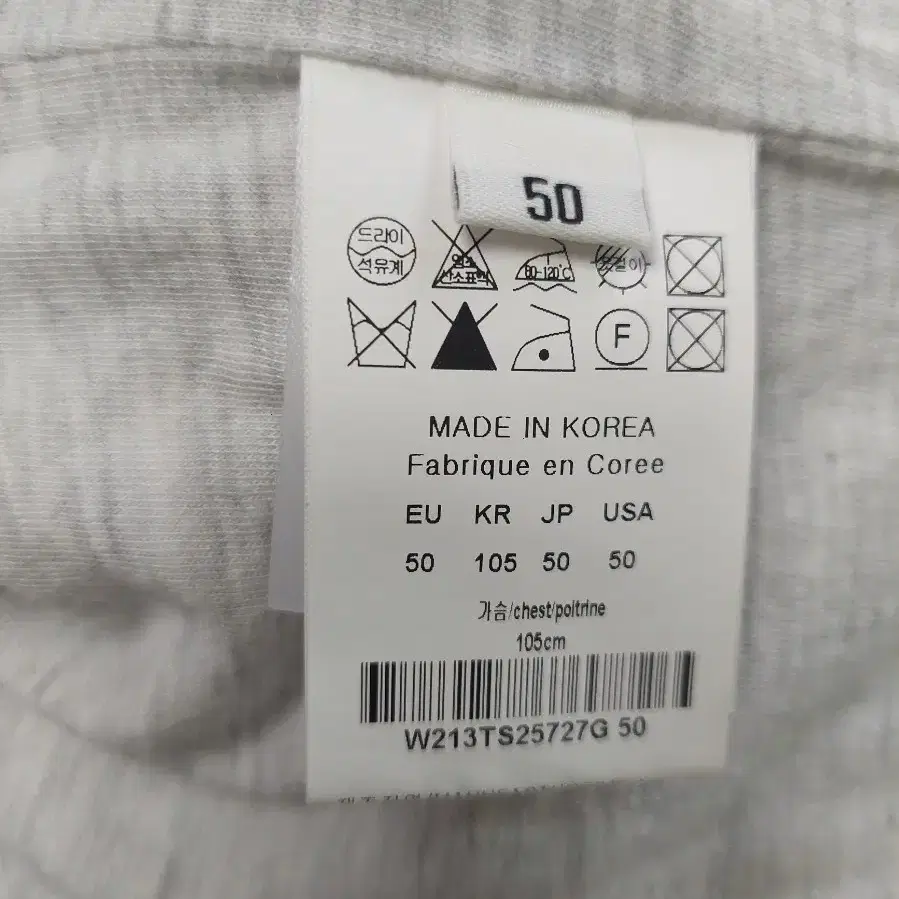 50
드라이
석유계
산소표백
80-120°C
F
MADE IN KOREA
Fabrique en Coree
EU KR JP USA
50 105 50 50
가슴/chest/poitrine
105cm
W213TS25727G 50